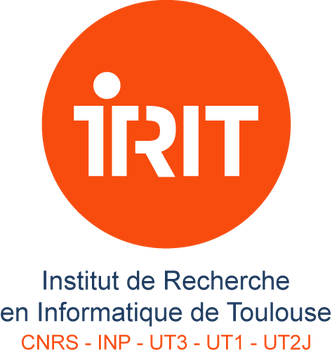 iRIT
Institut de Recherche
en Informatique de Toulouse
CNRS - INP - UT3 - UT1 - UT2J